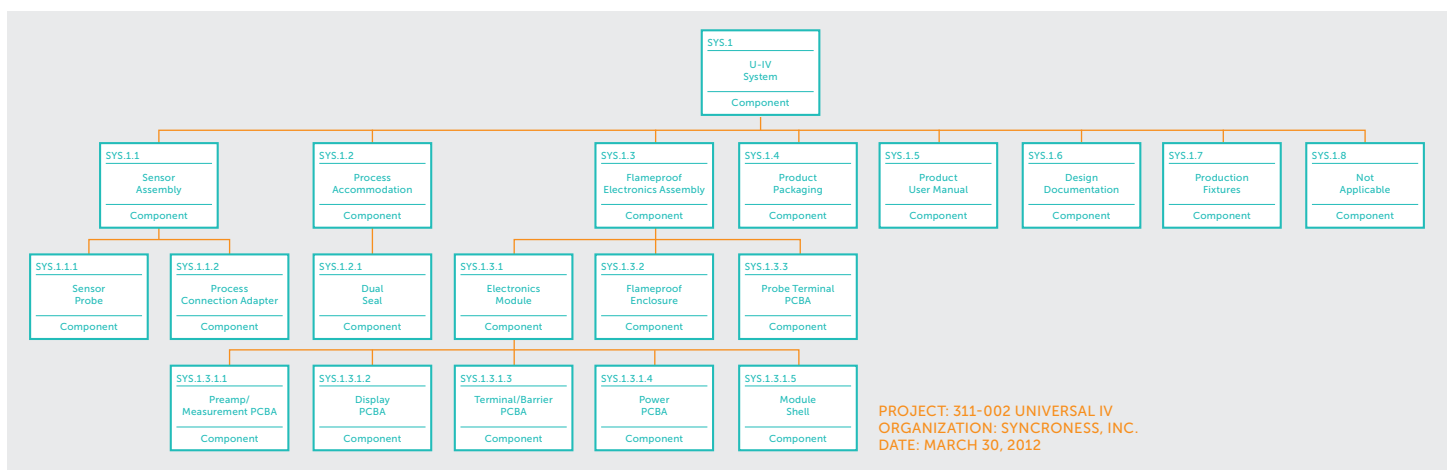 SYS.1
U-IV
System
Component
SYS.1.1
Sensor
Assembly
Component
SYS.1.2
Process
Accommodation
Component
SYS.1.3
Flameproof
Electronics Assembly
Component
SYS.1.4
Product
Packaging
Component
SYS.1.5
Product
User Manual
Component
SYS.1.6
Design
Documentation
Component
SYS.1.7
Production
Fixtures
Component
SYS.1.8
Not
Applicable
Component
SYS.1.1.1
Sensor
Probe
Component
SYS.1.1.2
Process
Connection Adapter
Component
SYS.1.2.1
Dual
Seal
Component
SYS.1.3.1
Electronics
Module
Component
SYS.1.3.2
Flameproof
Enclosure
Component
SYS.1.3.3
Probe Terminal
PCBA
Component
SYS.1.3.1.1
Preamp/
Measurement PCBA
Component
SYS.1.3.1.2
Display
PCBA
Component
SYS.1.3.1.3
Terminal/Barrier
PCBA
Component
SYS.1.3.1.4
Power
PCBA
Component
SYS.1.3.1.5
Module
Shell
Component
PROJECT: 311-002 UNIVERSAL IV
ORGANIZATION: SYNCRONESS, INC.
DATE: MARCH 30, 2012